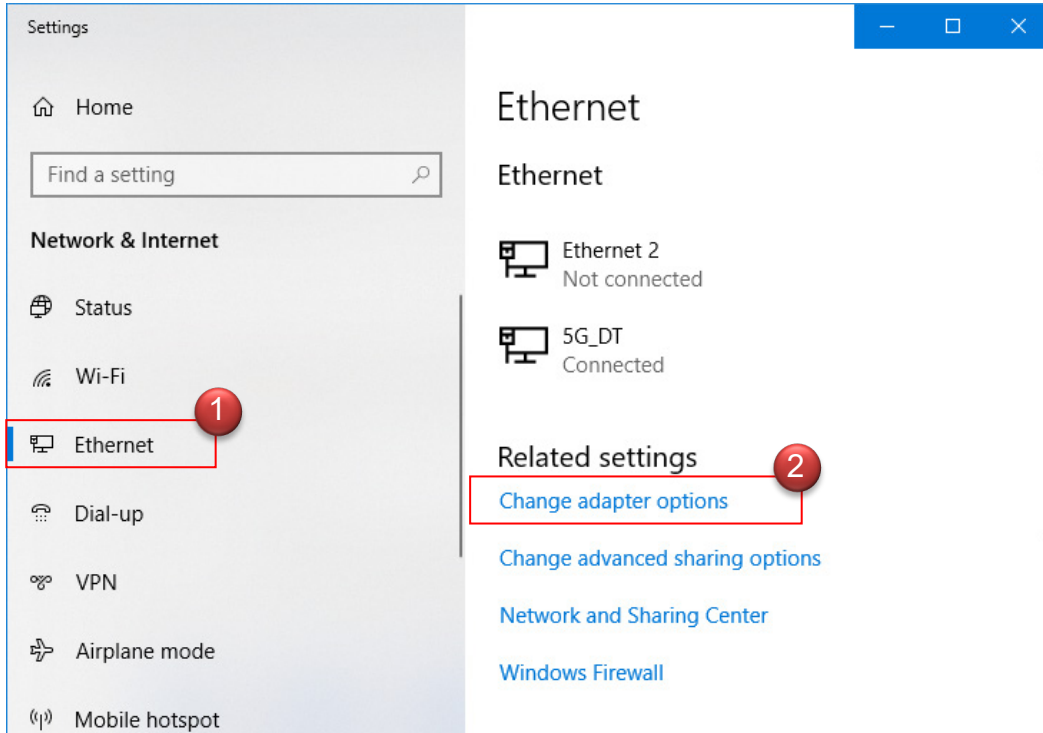 Settings
Home
Find a setting
Network & Internet
Status
Wi-Fi
1
Ethernet
Dial-up
VPN
Airplane mode
Mobile hotspot
Ethernet
Ethernet
Ethernet 2
Not connected
5G_DT
Connected
Related settings
2
Change adapter options
Change advanced sharing options
Network and Sharing Center
Windows Firewall